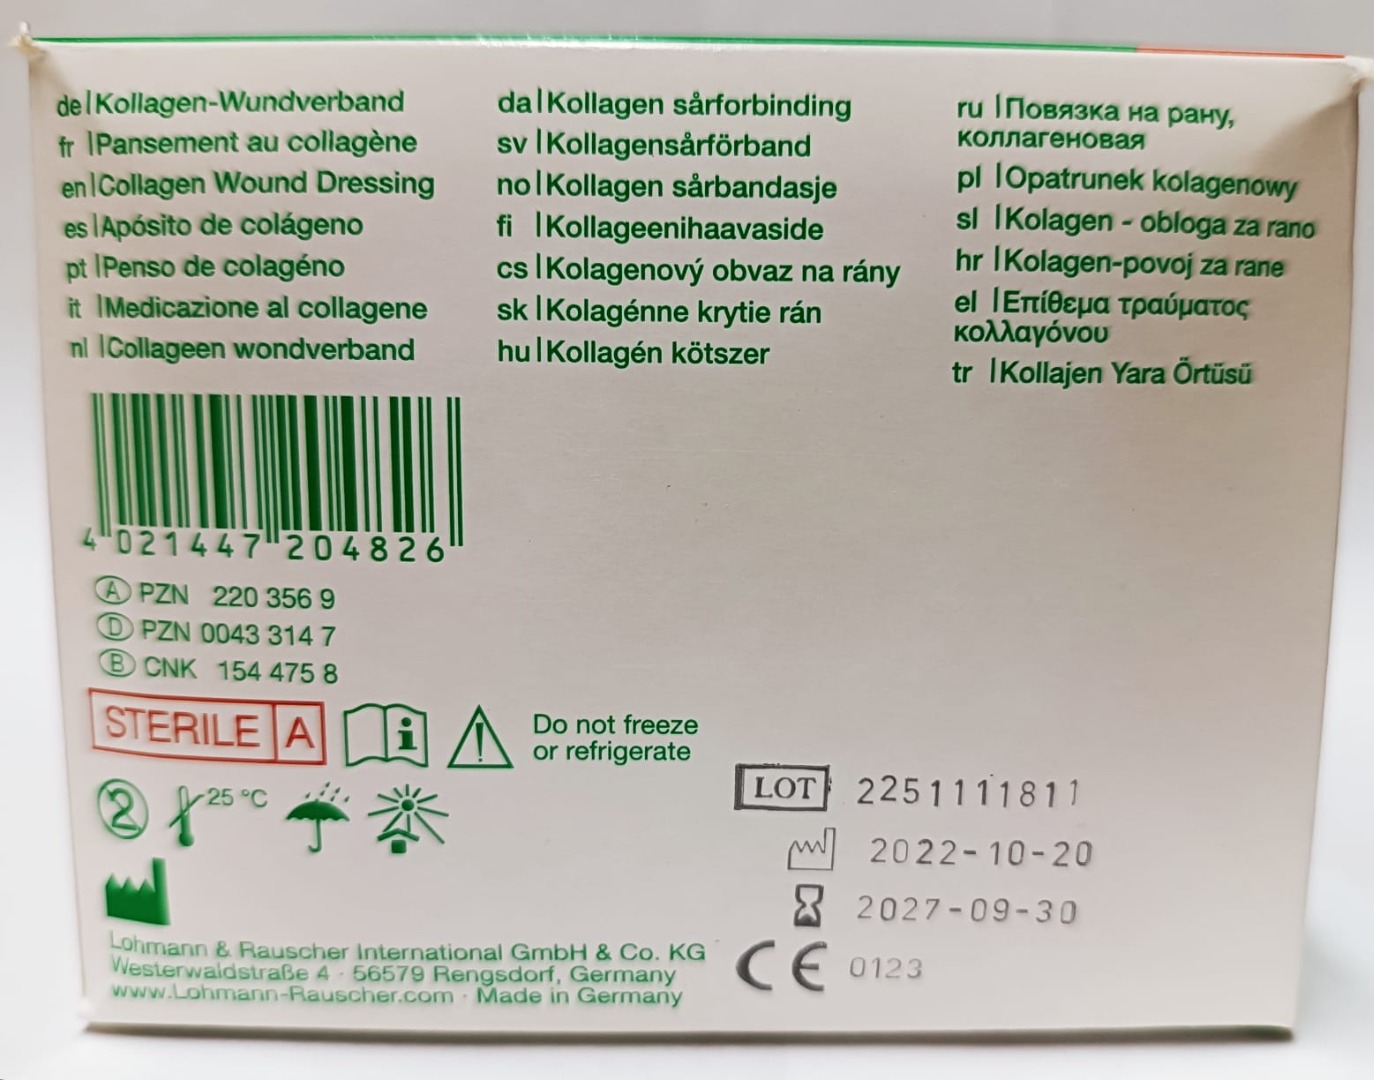 de|Kollagen-Wundverband
fr|Pansement au collagène
en|Collagen Wound Dressing
es|Apósito de colágeno
pt|Penso de colagéno
it|Medicazione al collagene
nl|Collageen wondverband
da|Kollagen sårforbinding
sv|Kollagensårförband
no|Kollagen sårbandasje
fi|Kollageenihaavaside
cs|Kolagenový obvaz na rány
sk|Kolagénne krytie rán
hu|Kollagén kötszer
ru|Повязка на рану,
коллагеновая
pl|Opatrunek kolagenowy
sl|Kolagen - obloga za rano
hr|Kolagen-povoj za rane
el|Επίθεμα τραύματος
κολλαγόνου
tr|Kollajen Yara Örtüsü
4 021447 204826
A PZN 220 356 9
D PZN 0043 314 7
B CNK 154 475 8
STERILE A
i
Do not freeze
or refrigerate
2 25 °C
LOT 2251111811
2022-10-20
2027-09-30
CE 0123
Lohmann & Rauscher International GmbH & Co. KG
Westerwaldstraße 4 · 56579 Rengsdorf, Germany
www.Lohmann-Rauscher.com · Made in Germany